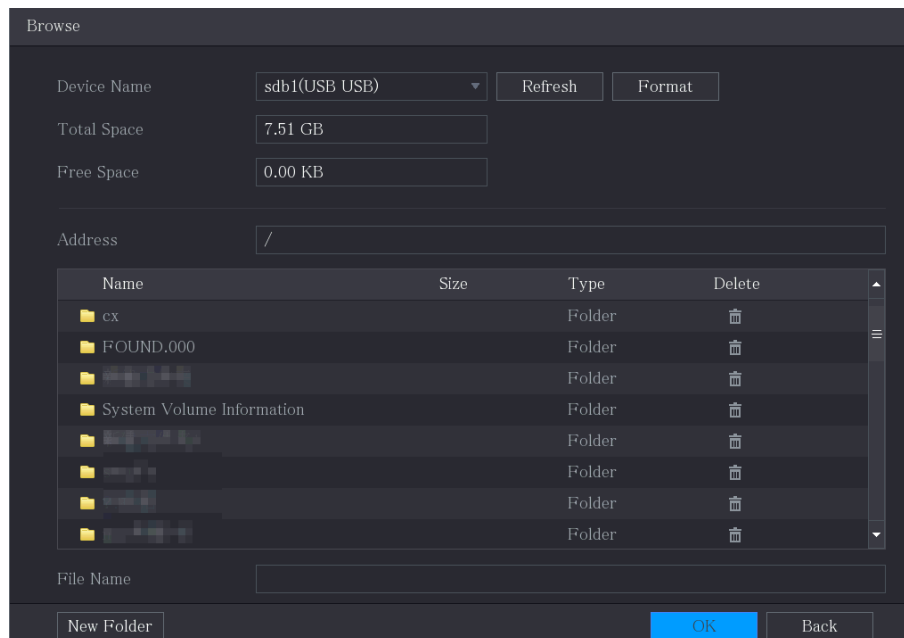 Browse
Device Name sdb1(USB USB) Refresh Format
Total Space 7.51 GB
Free Space 0.00 KB
Address /
Name Size Type Delete
cx Folder
FOUND.000 Folder
Folder
System Volume Information Folder
Folder
Folder
Folder
Folder
File Name
New Folder OK Back